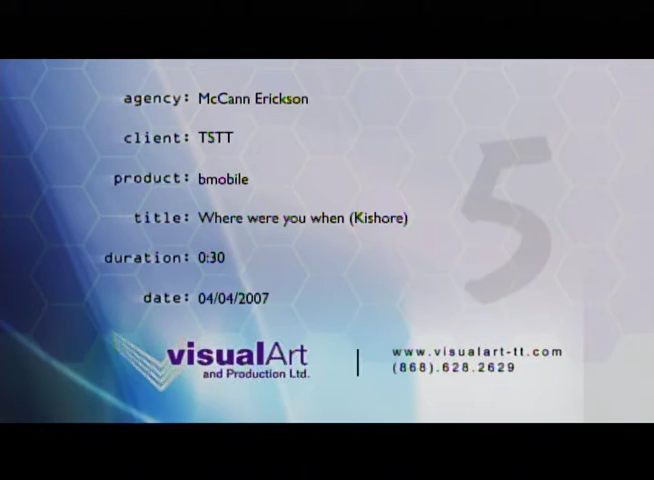 agency: McCann Erickson
client: TSTT
product: bmobile
title: Where were you when (Kishore)
duration: 0:30
date: 04/04/2007
5
visualArt
and Production Ltd.
www.visualart-tt.com
(868).628.2629